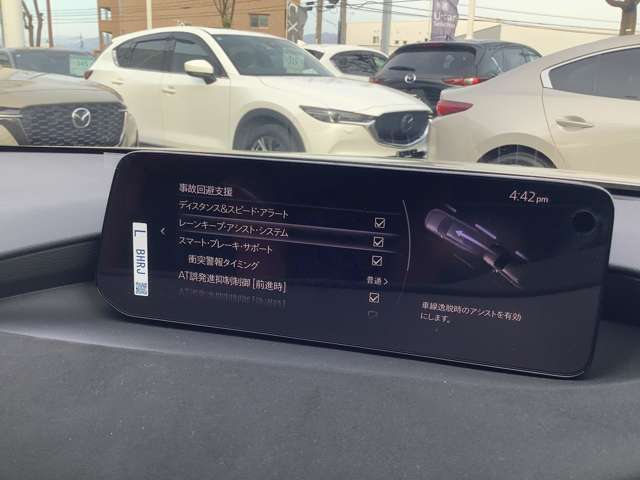 U-car
事故回避支援
4:42 pm
ディスタンス&スピード・アラート
レーンキープ・アシスト・システム
スマート・ブレーキ・サポート
衝突警報タイミング
普通
AT誤発進抑制制御 [前進時]
車線逸脱時のアシストを有効
にします。
L BHRJ